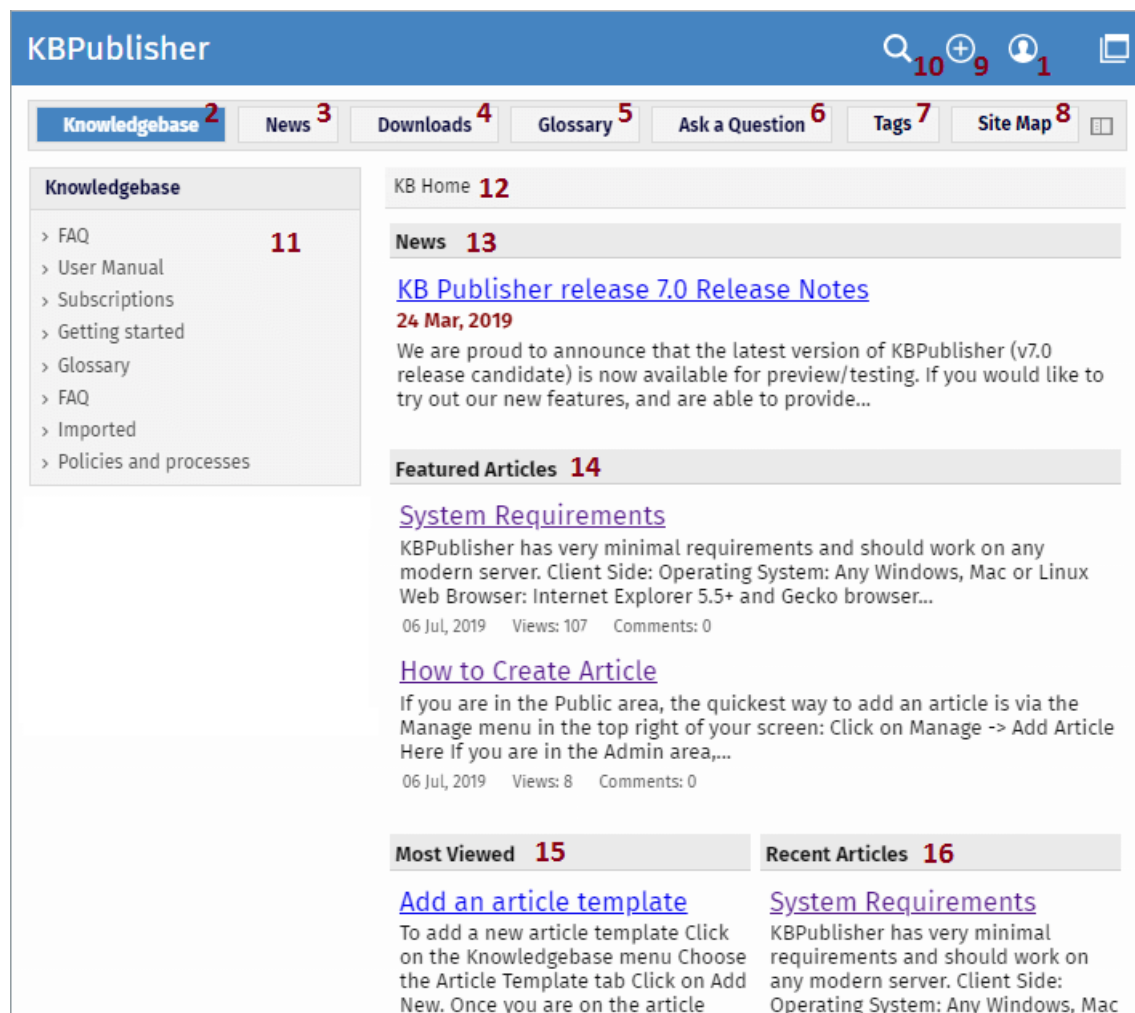 KBPublisher
10 9 1
Knowledgebase 2 News 3 Downloads 4 Glossary 5 Ask a Question 6 Tags 7 Site Map 8
Knowledgebase
› FAQ 11
› User Manual
› Subscriptions
› Getting started
› Glossary
› FAQ
› Imported
› Policies and processes
KB Home 12
News 13
KB Publisher release 7.0 Release Notes
24 Mar, 2019
We are proud to announce that the latest version of KBPublisher (v7.0
release candidate) is now available for preview/testing. If you would like to
try out our new features, and are able to provide...
Featured Articles 14
System Requirements
KBPublisher has very minimal requirements and should work on any
modern server. Client Side: Operating System: Any Windows, Mac or Linux
Web Browser: Internet Explorer 5.5+ and Gecko browser...
06 Jul, 2019 Views: 107 Comments: 0
How to Create Article
If you are in the Public area, the quickest way to add an article is via the
Manage menu in the top right of your screen: Click on Manage -> Add Article
Here If you are in the Admin area,...
06 Jul, 2019 Views: 8 Comments: 0
Most Viewed 15
Add an article template
To add a new article template Click
on the Knowledgebase menu Choose
the Article Template tab Click on Add
New. Once you are on the article
Recent Articles 16
System Requirements
KBPublisher has very minimal
requirements and should work on
any modern server. Client Side:
Operating System: Any Windows, Mac